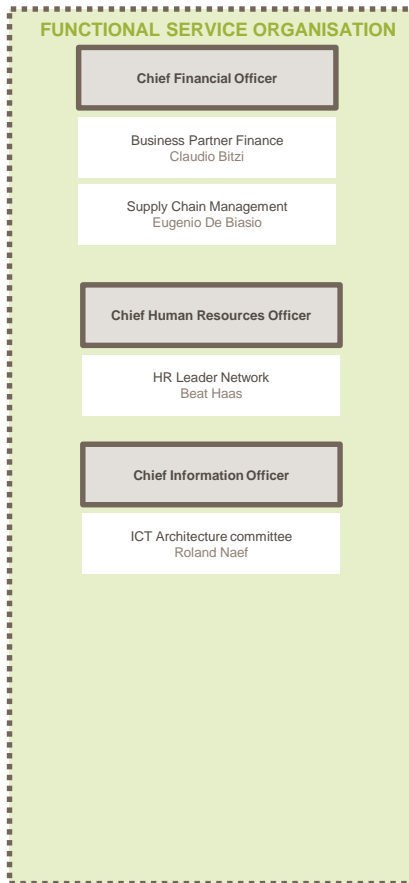 FUNCTIONAL SERVICE ORGANISATION
Chief Financial Officer
Business Partner Finance
Claudio Bitzi
Supply Chain Management
Eugenio De Biasio
Chief Human Resources Officer
HR Leader Network
Beat Haas
Chief Information Officer
ICT Architecture committee
Roland Naef